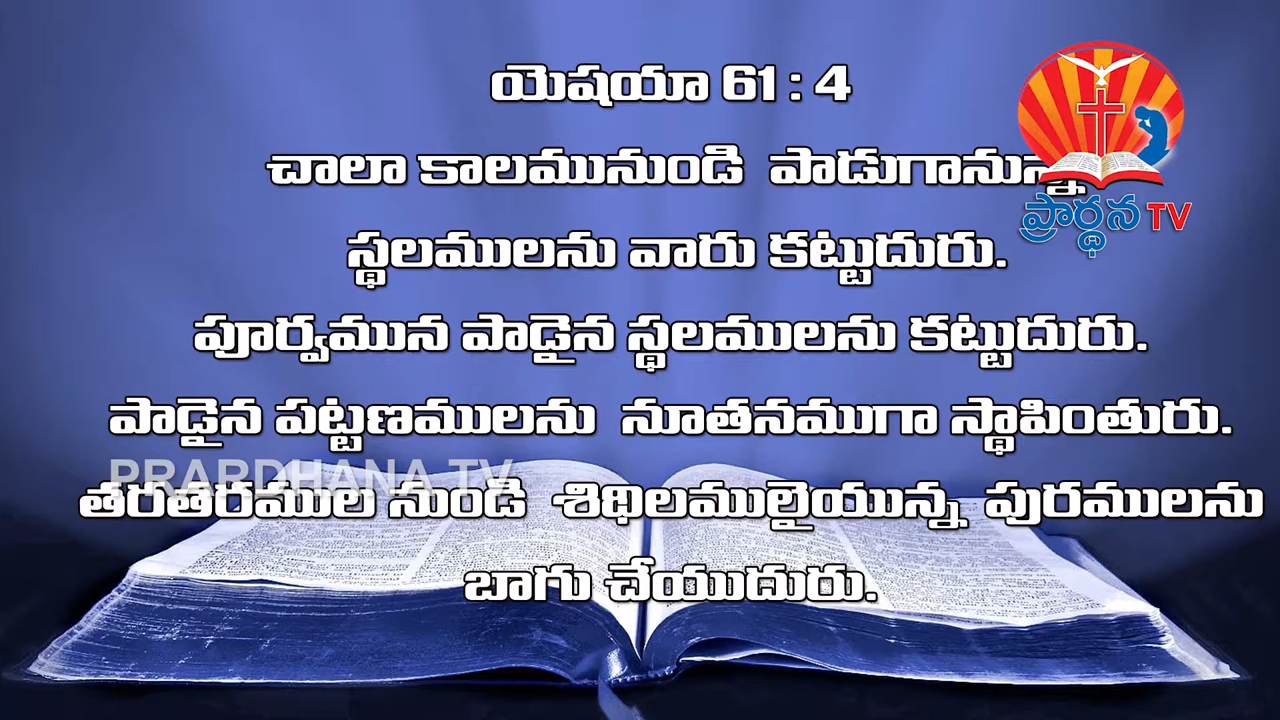 యెషయా 61 : 4
చాలా కాలమునుండి పాడుగానున్న
స్థలములను వారు కట్టుదురు.
ప్రార్థన TV
పూర్వమున పాడైన స్థలములను కట్టుదురు.
పాడైన పట్టణములను నూతనముగా స్థాపింతురు.
PRARDHANA TV
తరతరముల నుండి శిథిలములైయున్న పురములను
బాగు చేయుదురు.